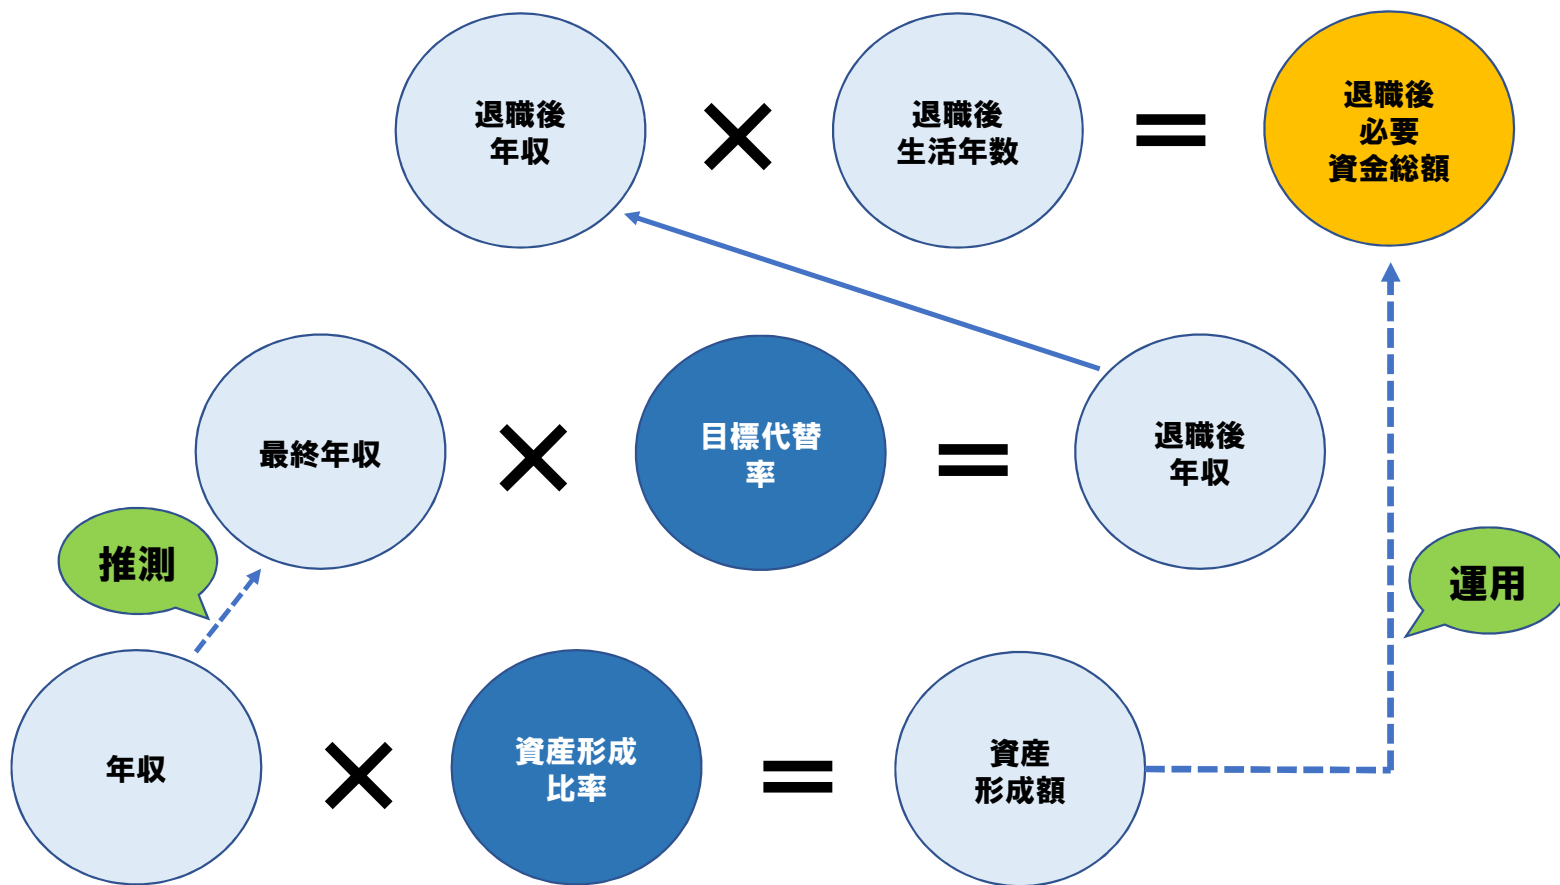 退職後
年収
×
退職後
生活年数
=
退職後
必要
資金総額
最終年収
×
目標代替
率
=
退職後
年収
推測
運用
年収
×
資産形成
比率
=
資産
形成額